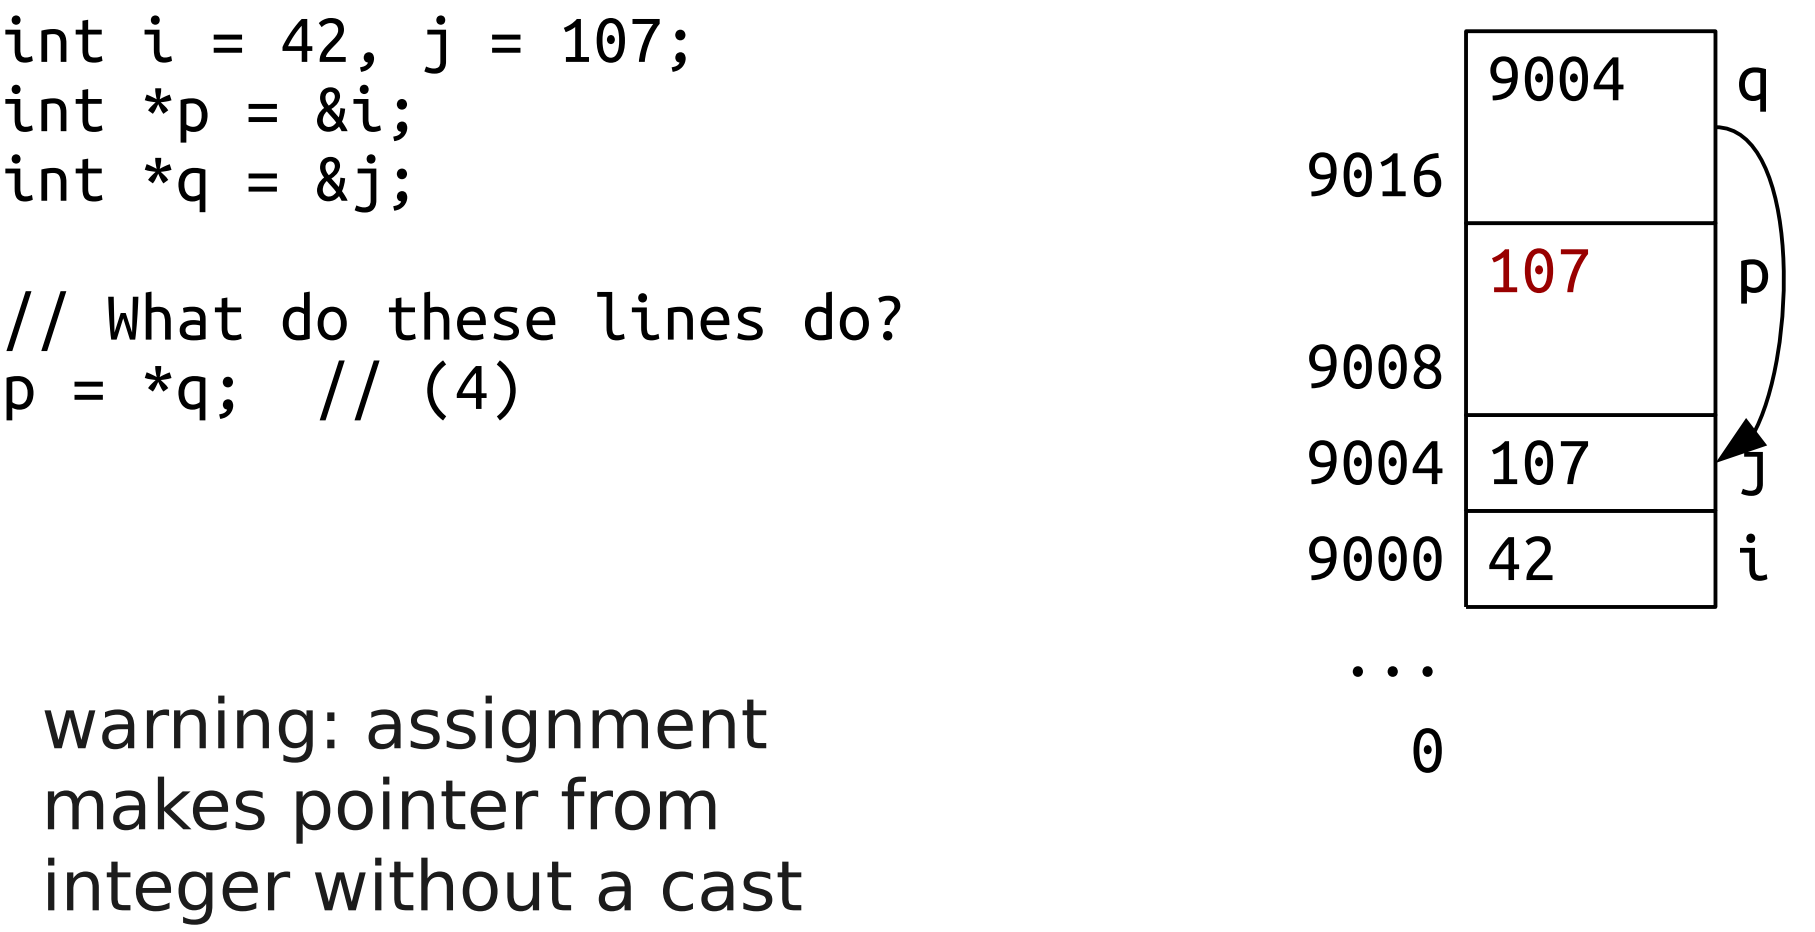 int i = 42, j = 107;
int *p = &i;
int *q = &j;
// What do these lines do?
p = *q;  // (4)
warning: assignment
makes pointer from
integer without a cast
9004 q
9016
107 p
9008
9004 107 j
9000 42 i
...
0